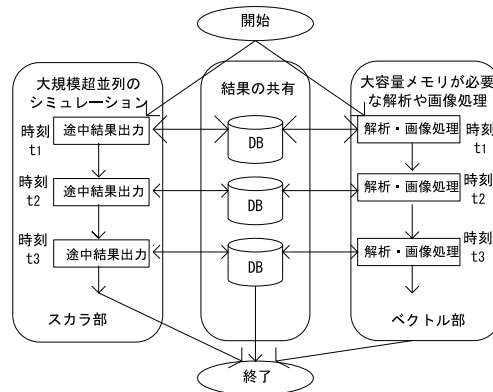 開始
大規模超並列の
シミュレーション
結果の共有
大容量メモリが必要
な解析や画像処理
時刻
t1
途中結果出力
DB
解析・画像処理
時刻
t1
時刻
t2
途中結果出力
DB
解析・画像処理
時刻
t2
時刻
t3
途中結果出力
DB
解析・画像処理
時刻
t3
スカラ部
ベクトル部
終了